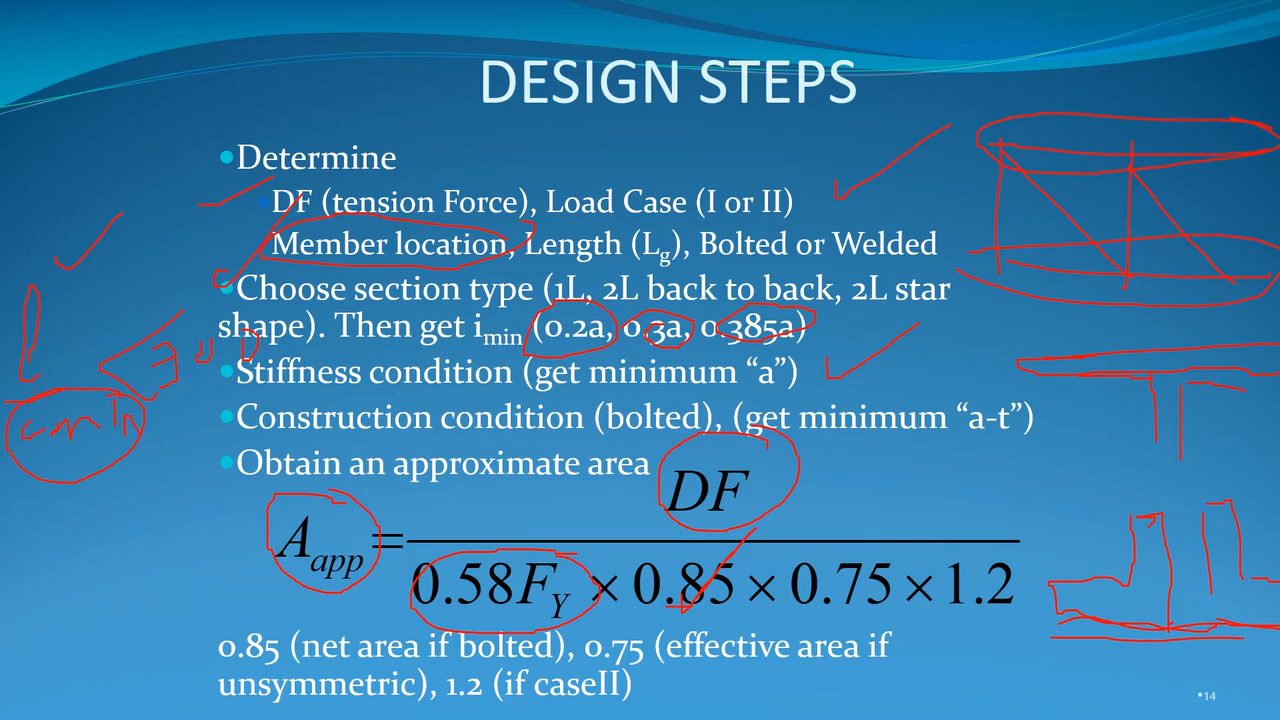 DESIGN STEPS
•Determine
•DF (tension Force), Load Case (I or II)
Member location, Length (Lg), Bolted or Welded
•Choose section type (1L, 2L back to back, 2L star
shape). Then get imin (0.2a, 0.3a, 0.385a)
•Stiffness condition (get minimum “a”)
•Construction condition (bolted), (get minimum “a-t”)
•Obtain an approximate area
Aapp = DF / 0.58FY × 0.85 × 0.75 × 1.2
0.85 (net area if bolted), 0.75 (effective area if
unsymmetric), 1.2 (if caseII)
•14